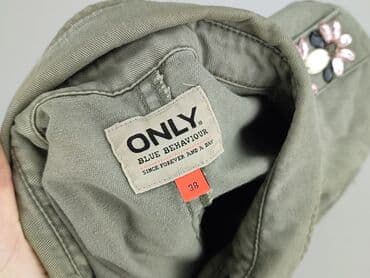 ONLY®
BLUE BEHAVIOUR
SINCE FOREVER AND A DAY
38